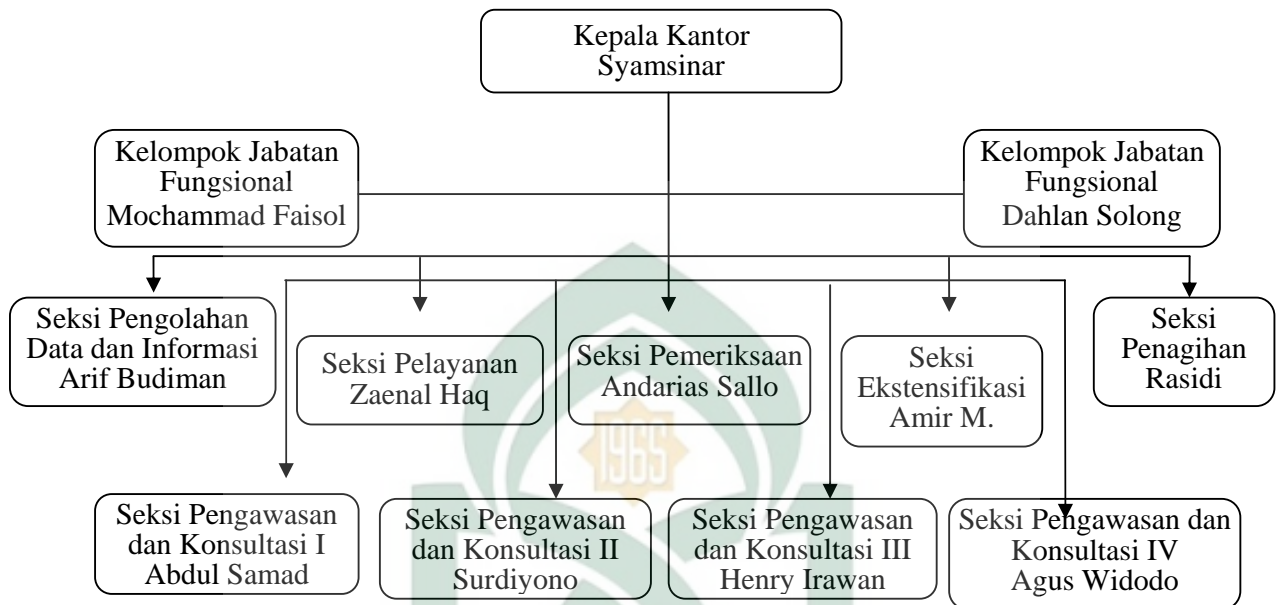 Kepala Kantor
Syamsinar
Kelompok Jabatan
Fungsional
Mochammad Faisol
Kelompok Jabatan
Fungsional
Dahlan Solong
Seksi Pengolahan
Data dan Informasi
Arif Budiman
Seksi Pelayanan
Zaenal Haq
Seksi Pemeriksaan
Andarias Sallo
Seksi
Ekstensifikasi
Amir M.
Seksi
Penagihan
Rasidi
1965
Seksi Pengawasan
dan Konsultasi I
Abdul Samad
Seksi Pengawasan
dan Konsultasi II
Surdiyono
Seksi Pengawasan
dan Konsultasi III
Henry Irawan
Seksi Pengawasan dan
Konsultasi IV
Agus Widodo